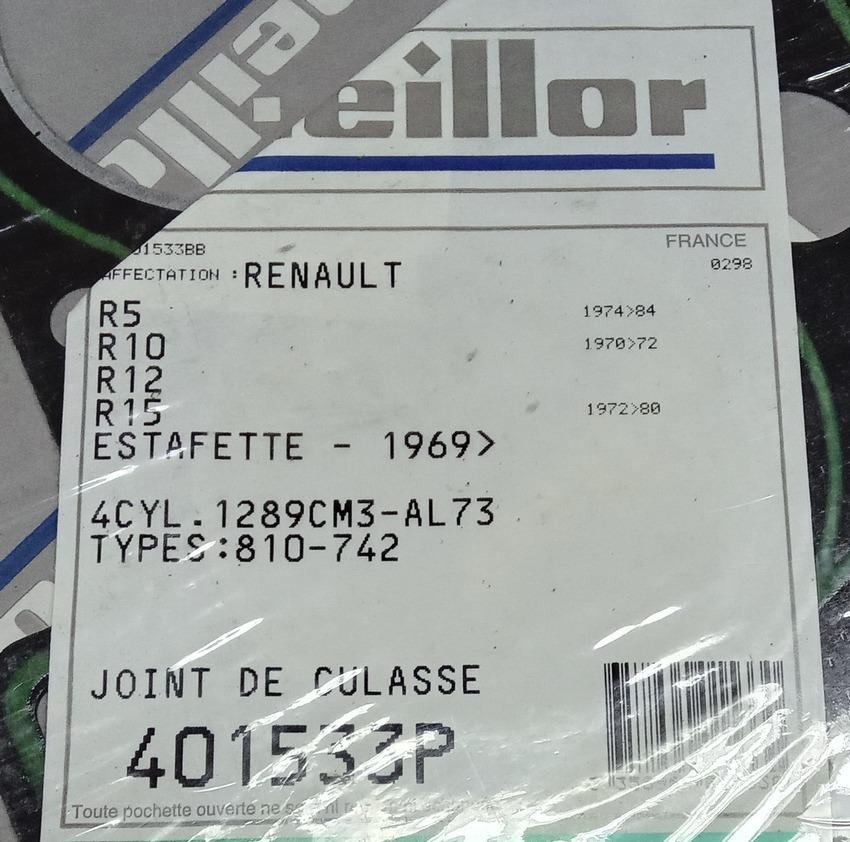 eillor
FRANCE
01533BB
0298
AFFECTATION : RENAULT
R5 1974>84
R10 1970>72
R12
R15 1972>80
ESTAFETTE - 1969>
4CYL.1289CM3-AL73
TYPES:810-742
JOINT DE CULASSE
401533P
Toute pochette ouverte ne